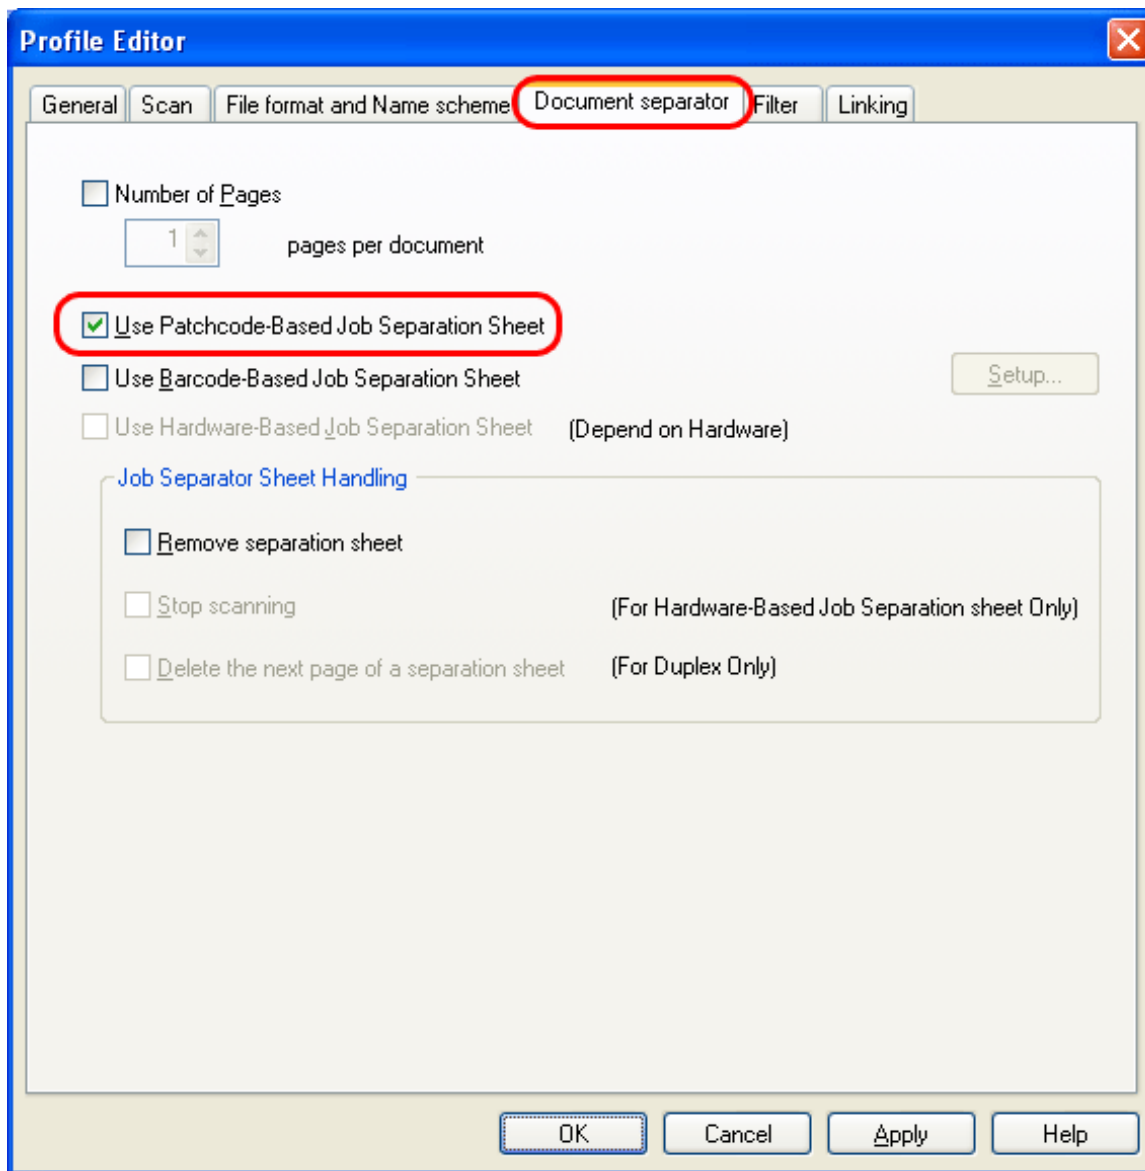 Profile Editor
General Scan File format and Name scheme Document separator Filter Linking
Number of Pages
1 pages per document
Use Patchcode-Based Job Separation Sheet
Use Barcode-Based Job Separation Sheet Setup...
Use Hardware-Based Job Separation Sheet (Depend on Hardware)
Job Separator Sheet Handling
Remove separation sheet
Stop scanning (For Hardware-Based Job Separation sheet Only)
Delete the next page of a separation sheet (For Duplex Only)
OK Cancel Apply Help